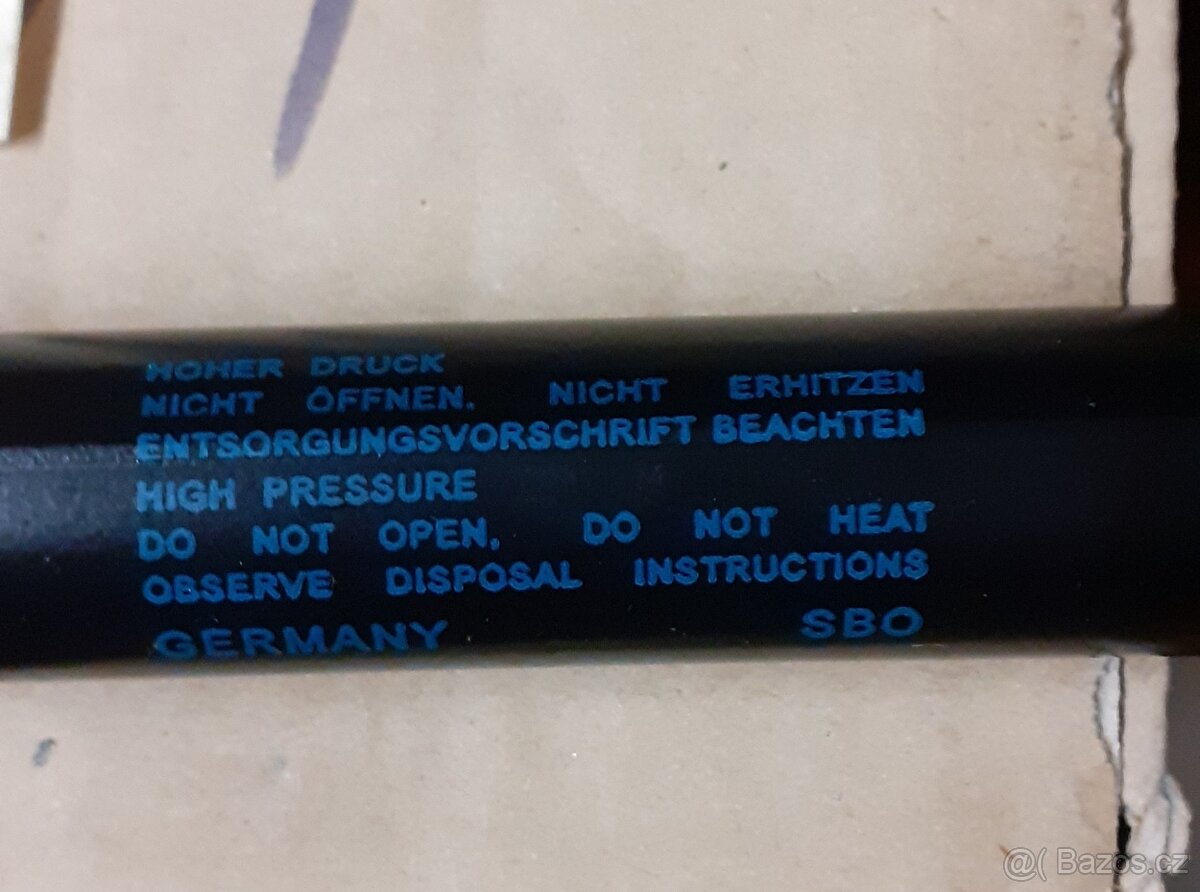 HOHER DRUCK
NICHT ÖFFNEN. NICHT ERHITZEN
ENTSORGUNGSVORSCHRIFT BEACHTEN
HIGH PRESSURE
DO NOT OPEN, DO NOT HEAT
OBSERVE DISPOSAL INSTRUCTIONS
GERMANY SBO
@( Bazos.cz